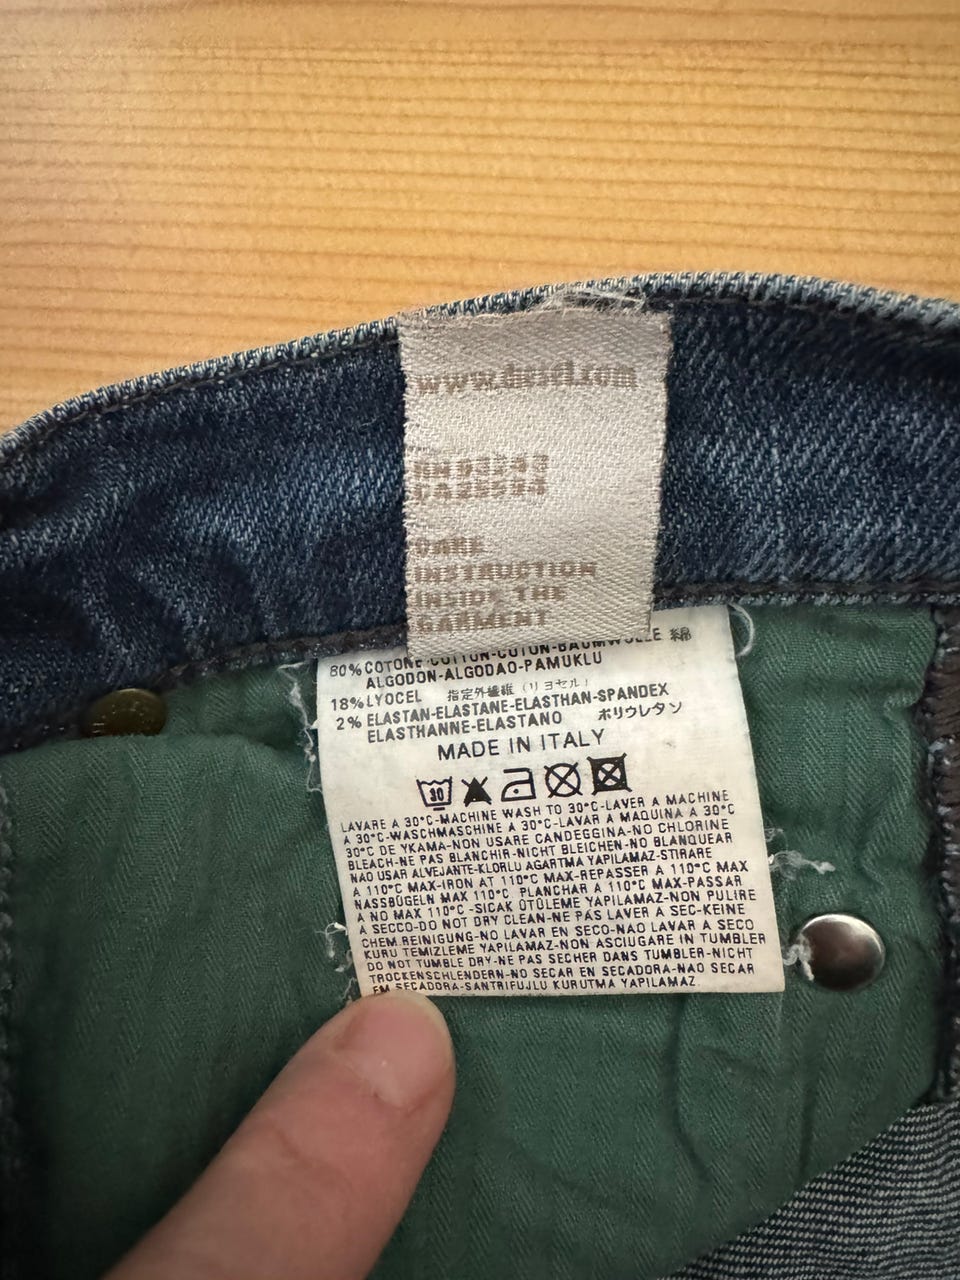 www.diesel.com
RN93243
CA25594
CARE
INSTRUCTION
INSIDE THE
GARMENT
80% COTONE-COTTON-COTON-BAUMWOLLE 綿
ALGODON-ALGODAO-PAMUKLU
18% LYOCEL 指定外繊維 (リヨセル)
2% ELASTAN-ELASTANE-ELASTHAN-SPANDEX
ELASTHANNE-ELASTANO ポリウレタン
MADE IN ITALY
30
LAVARE A 30°C-MACHINE WASH TO 30°C-LAVER A MACHINE
A 30°C-WASCHMASCHINE A 30°C-LAVAR A MAQUINA A 30°C
30°C DE YKAMA-NON USARE CANDEGGINA-NO CHLORINE
BLEACH-NE PAS BLANCHIR-NICHT BLEICHEN-NO BLANQUEAR
NAO USAR ALVEJANTE-KLORLU AGARTMA YAPILAMAZ-STIRARE
A 110°C MAX-IRON AT 110°C MAX-REPASSER A 110°C MAX
NASSBÜGELN MAX 110°C PLANCHAR A 110°C MAX-PASSAR
A NO MAX 110°C-SICAK ÜTÜLEME YAPILAMAZ-NON PULIRE
A SECCO-DO NOT DRY CLEAN-NE PAS LAVER A SEC-KEINE
CHEM.REINIGUNG-NO LAVAR EN SECO-NAO LAVAR A SECO
KURU TEMIZLEME YAPILAMAZ-NON ASCIUGARE IN TUMBLER
DO NOT TUMBLE DRY-NE PAS SECHER DANS TUMBLER-NICHT
TROCKENSCHLENDERN-NO SECAR EN SECADORA-NAO SECAR
EM SECADORA-SANTRIFUJLU KURUTMA YAPILAMAZ.